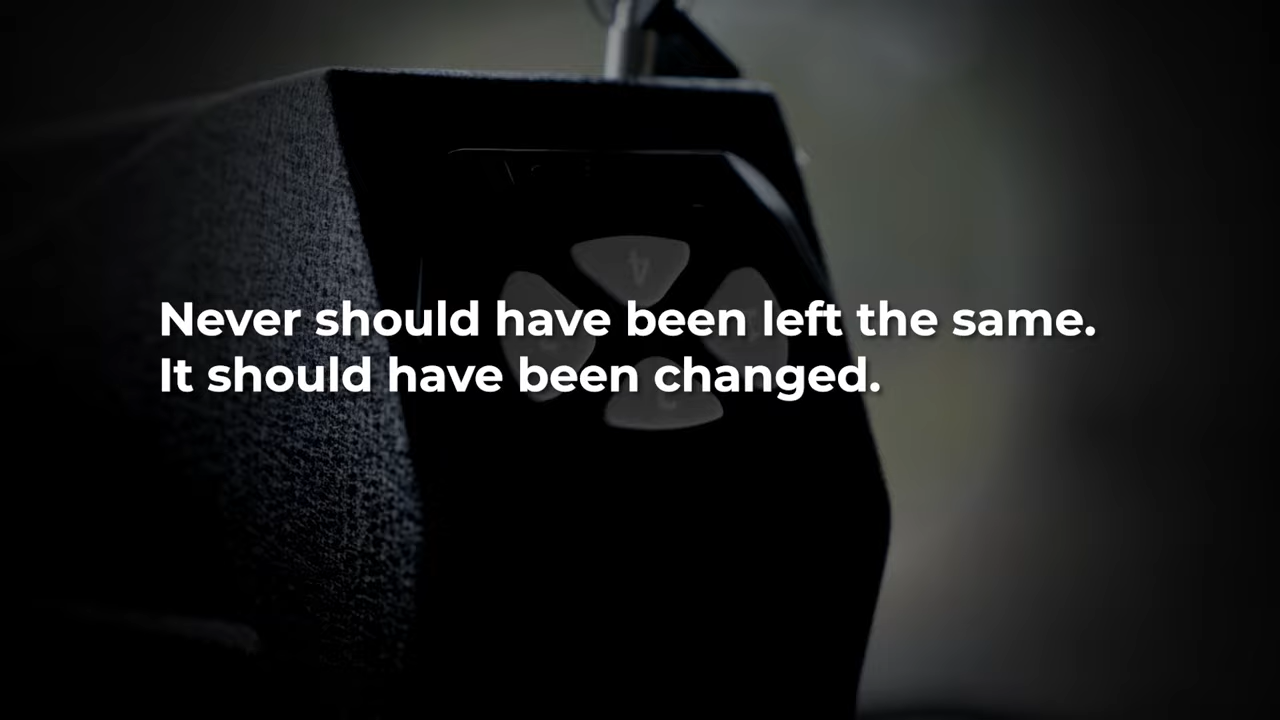 Never should have been left the same.
It should have been changed.